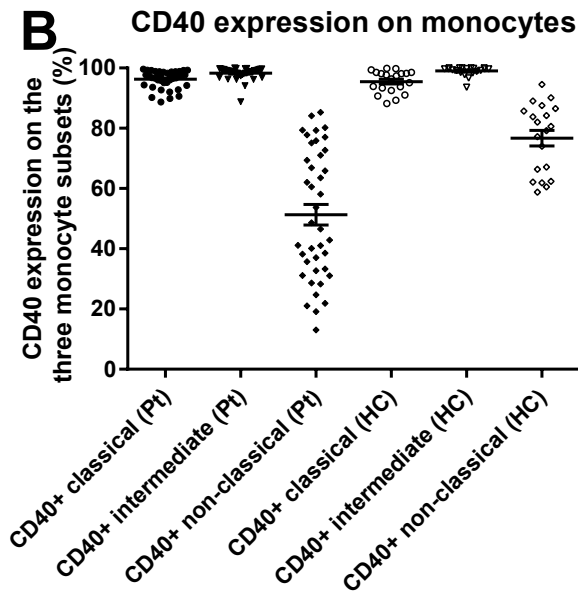 B
CD40 expression on monocytes
CD40 expression on the
three monocyte subsets (%)
100
80
60
40
20
0
CD40+ classical (Pt)
CD40+ intermediate (Pt)
CD40+ non-classical (Pt)
CD40+ classical (HC)
CD40+ intermediate (HC)
CD40+ non-classical (HC)